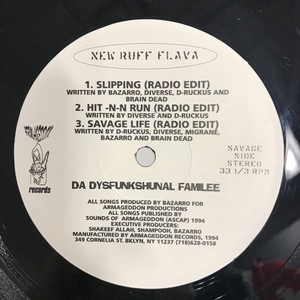 NEW RUFF FLAVA
1. SLIPPING (RADIO EDIT)
WRITTEN BY BAZARRO, DIVERSE, D-RUCKUS AND
BRAIN DEAD
2. HIT -N-N RUN (RADIO EDIT)
WRITTEN BY DIVERSE AND D-RUCKUS
3. SAVAGE LIFE (RADIO EDIT)
WRITTEN BY D-RUCKUS, DIVERSE, MIGRANE,
BAZARRO AND BRAIN DEAD
records
SAVAGE
SIDE
STEREO
33 1/3 RPM
DA DYSFUNKSHUNAL FAMILEE
ALL SONGS PRODUCED BY BAZARRO FOR
ARMAGEDDON PRODUCTIONS
ALL SONGS PUBLISHED BY
SOUNDS OF ARMAGEDDON (ASCAP) 1994
EXECUTIVE PRODUCERS:
SHAKEEF ALLAH, SHAMPOOH, BAZARRO
MANUFACTURED BY ARMAGEDDON RECORDS, 1994
349 CORNELIA ST. BKLYN, NY 11237 (718)628-0158